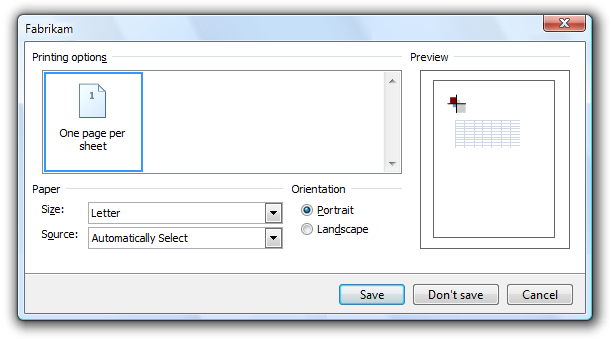 Fabrikam
Printing options
1
One page per
sheet
Preview
Paper
Size:
Letter
Source:
Automatically Select
Orientation
Portrait
Landscape
Save
Don't save
Cancel